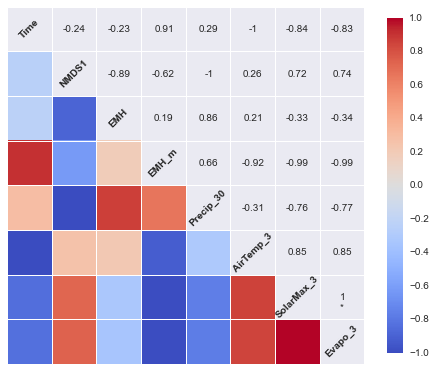 Time -0.24 -0.23 0.91 0.29 -1 -0.84 -0.83 1.0
NMDS1 -0.89 -0.62 -1 0.26 0.72 0.74 0.8
EMH 0.19 0.86 0.21 -0.33 -0.34 0.6
EMH_m 0.66 -0.92 -0.99 -0.99 0.4
0.2
Precip_30 -0.31 -0.76 -0.77 0.0
−0.2
AirTemp_3 0.85 0.85 −0.4
SolarMax_3 1 −0.6
*
−0.8
Evapo_3 −1.0